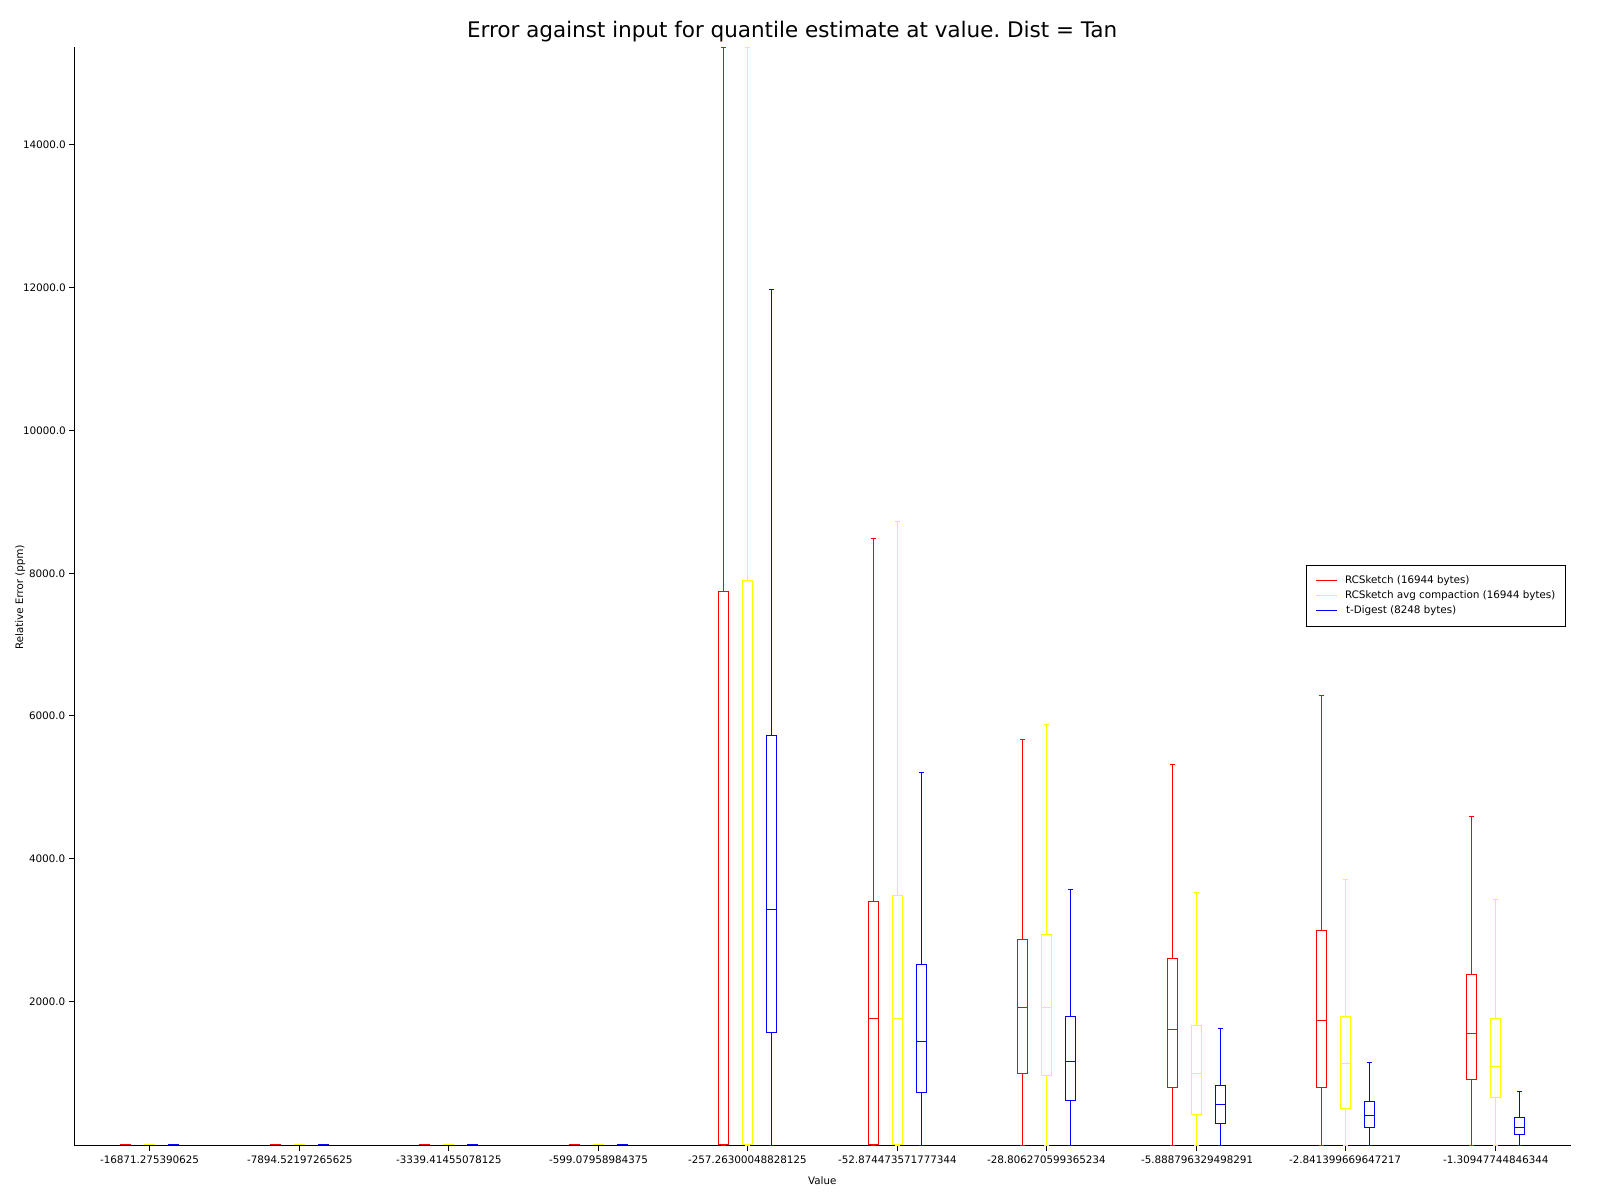 Error against input for quantile estimate at value. Dist = Tan
14000.0
12000.0
10000.0
8000.0
6000.0
4000.0
2000.0
Relative Error (ppm)
RCSketch (16944 bytes)
RCSketch avg compaction (16944 bytes)
t-Digest (8248 bytes)
-16871.275390625 -7894.52197265625 -3339.41455078125 -599.07958984375 -257.26300048828125 -52.874473571777344 -28.806270599365234 -5.888796329498291 -2.841399669647217 -1.30947744846344
Value